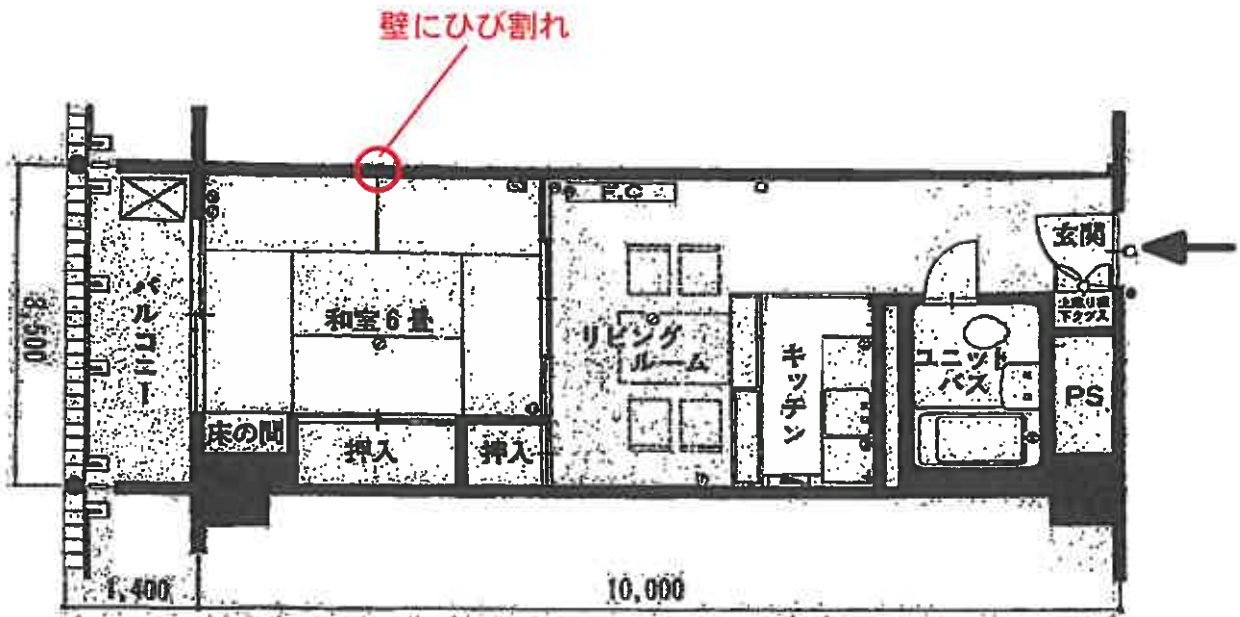 壁にひび割れ
F.C
玄関
バルコニー
和室6畳
リビング
ルーム
キッチン
ユニット
バス
PS
床の間
押入
押入
1,400
10,000